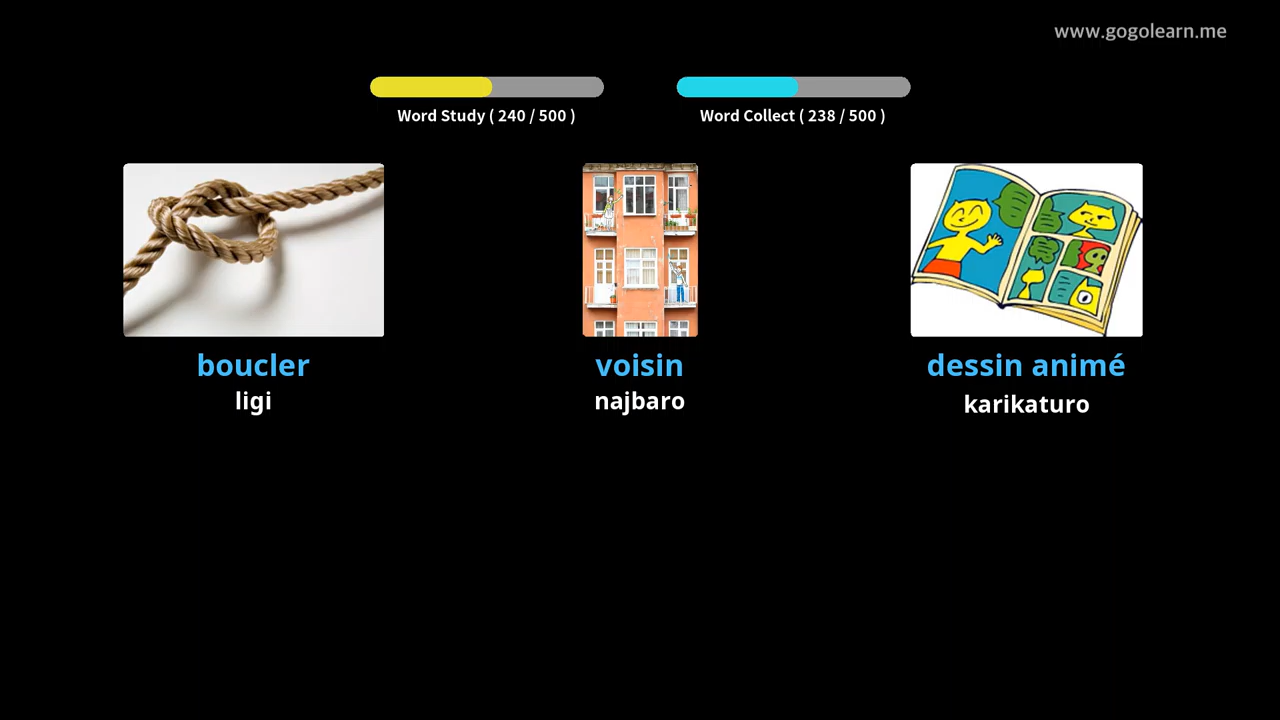 www.gogolearn.me
Word Study ( 240 / 500 )
Word Collect ( 238 / 500 )
boucler
ligi
voisin
najbaro
dessin animé
karikaturo